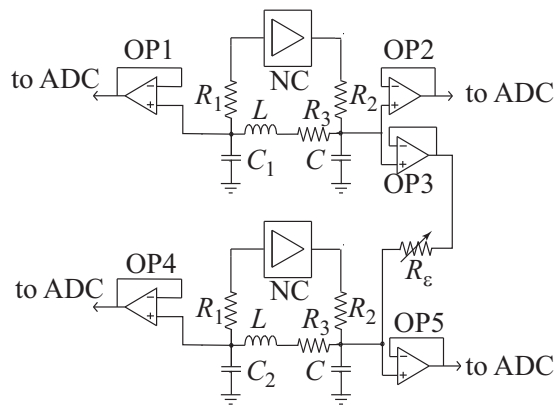 OP1
OP2
to ADC
NC
to ADC
R1
L
R3
R2
C1
C
OP3
Rε
OP4
NC
to ADC
R1
L
R3
R2
OP5
C2
C
to ADC